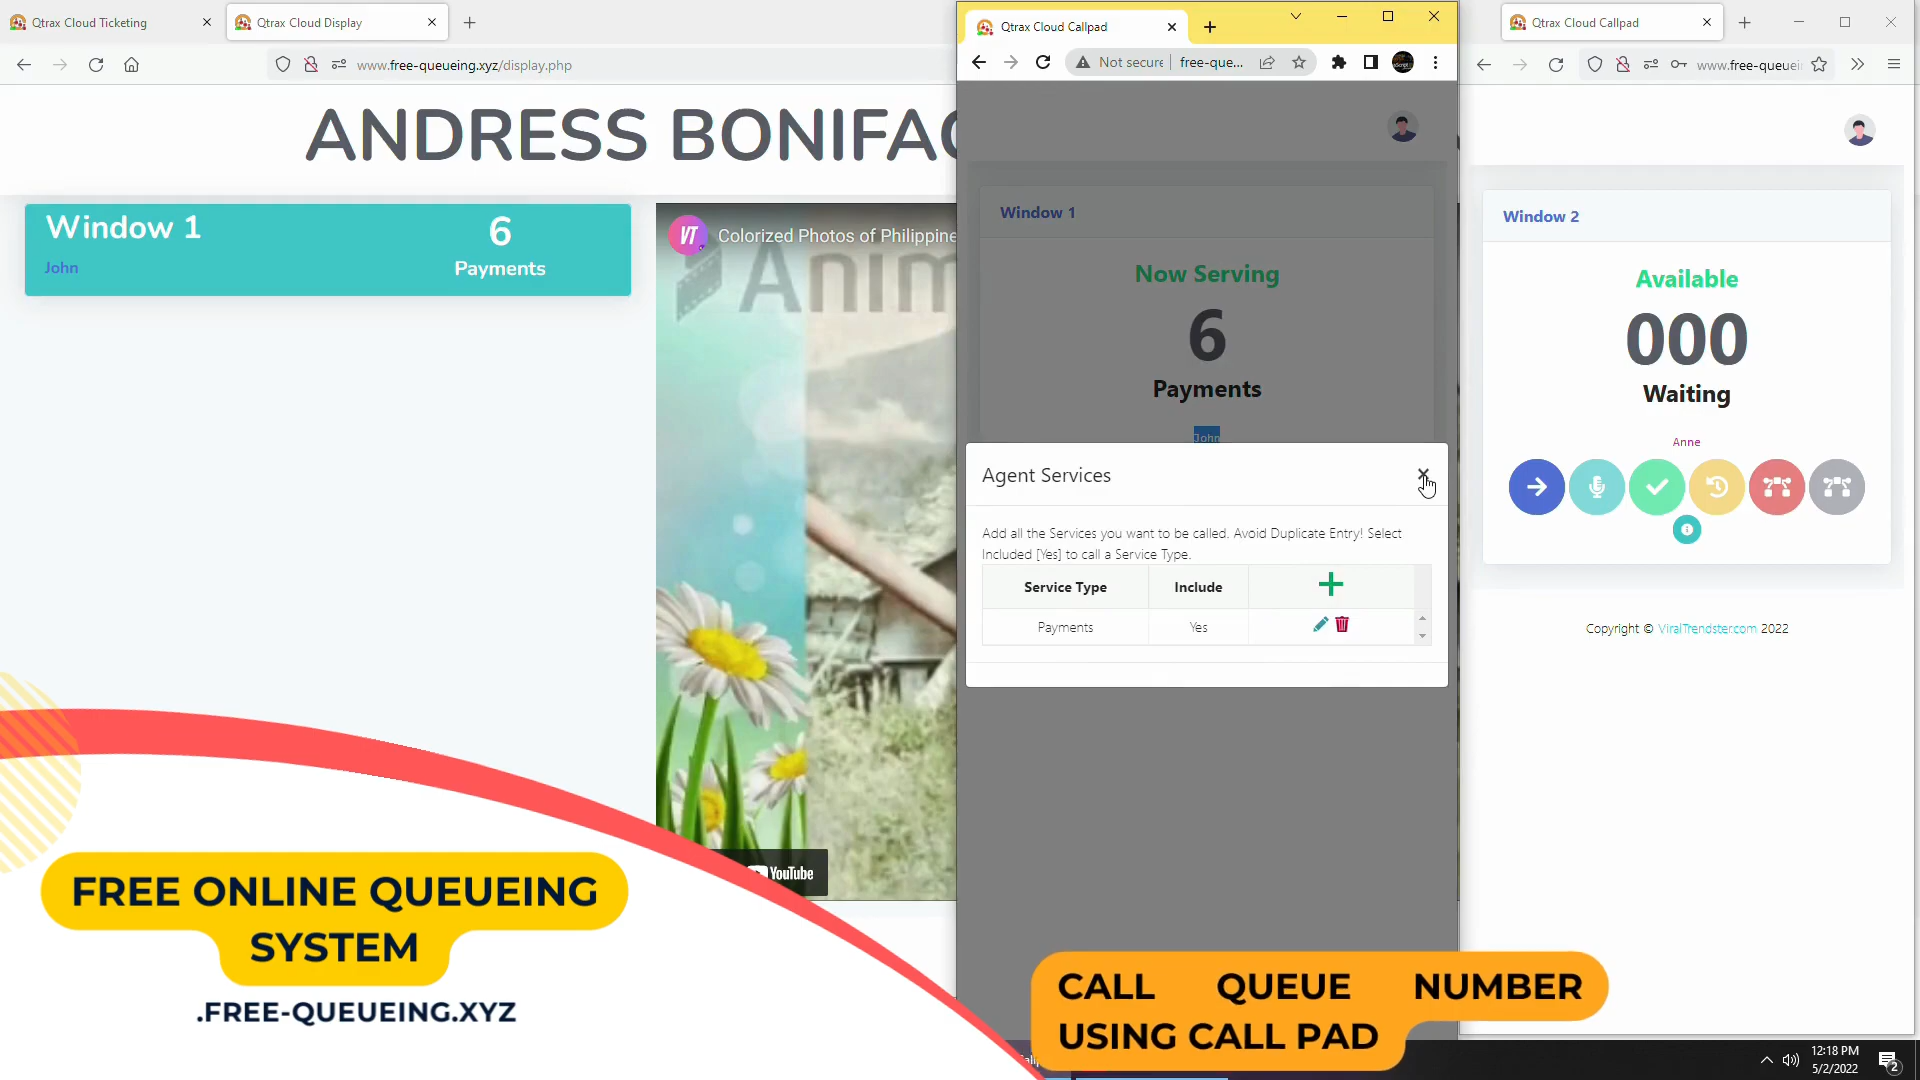 Qtrax Cloud Ticketing
Qtrax Cloud Display
www.free-queueing.xyz/display.php
ANDRESS BONIFAC
Window 1
6
John
Payments
VT
Colorized Photos of Philippine
Anim
YouTube
FREE ONLINE QUEUEING
SYSTEM
.FREE-QUEUEING.XYZ
Qtrax Cloud Callpad
Not secure
free-que...
Window 1
Now Serving
6
Payments
John
Agent Services
Add all the Services you want to be called. Avoid Duplicate Entry! Select
Included [Yes] to call a Service Type.
Service Type Include
Payments Yes
CALL QUEUE NUMBER
USING CALL PAD
Qtrax Cloud Callpad
www.free-queuei
Window 2
Available
000
Waiting
Anne
Copyright © ViralTrendster.com 2022
12:18 PM
5/2/2022
2